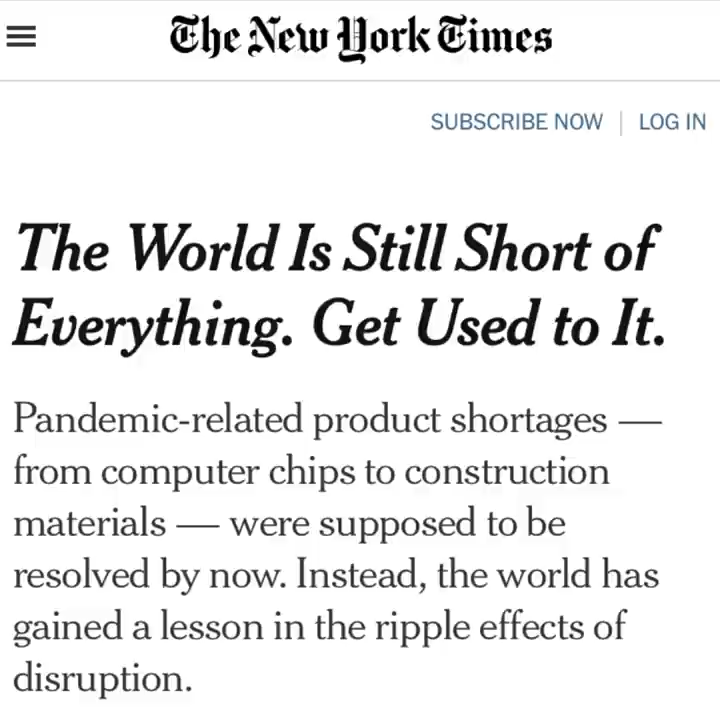 The New York Times
SUBSCRIBE NOW | LOG IN
The World Is Still Short of
Everything. Get Used to It.
Pandemic-related product shortages —
from computer chips to construction
materials — were supposed to be
resolved by now. Instead, the world has
gained a lesson in the ripple effects of
disruption.